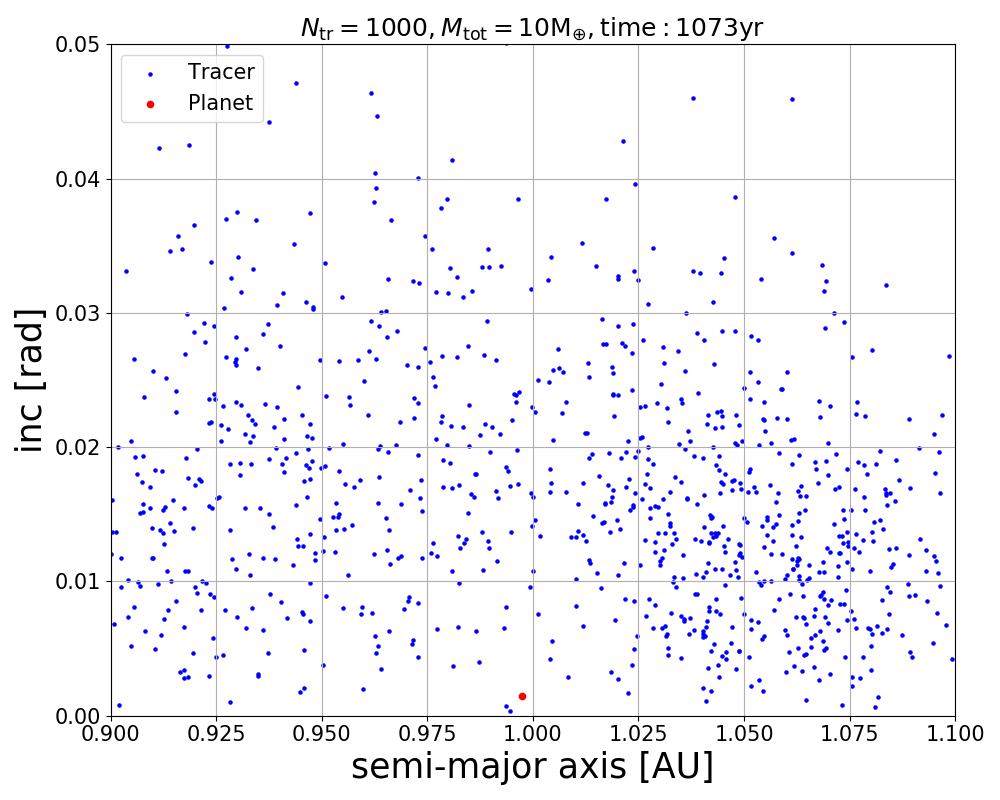 N_tr = 1000, M_tot = 10M_⊕, time : 1073yr
Tracer
Planet
0.05
0.04
0.03
0.02
0.01
0.00
inc [rad]
0.900 0.925 0.950 0.975 1.000 1.025 1.050 1.075 1.100
semi-major axis [AU]